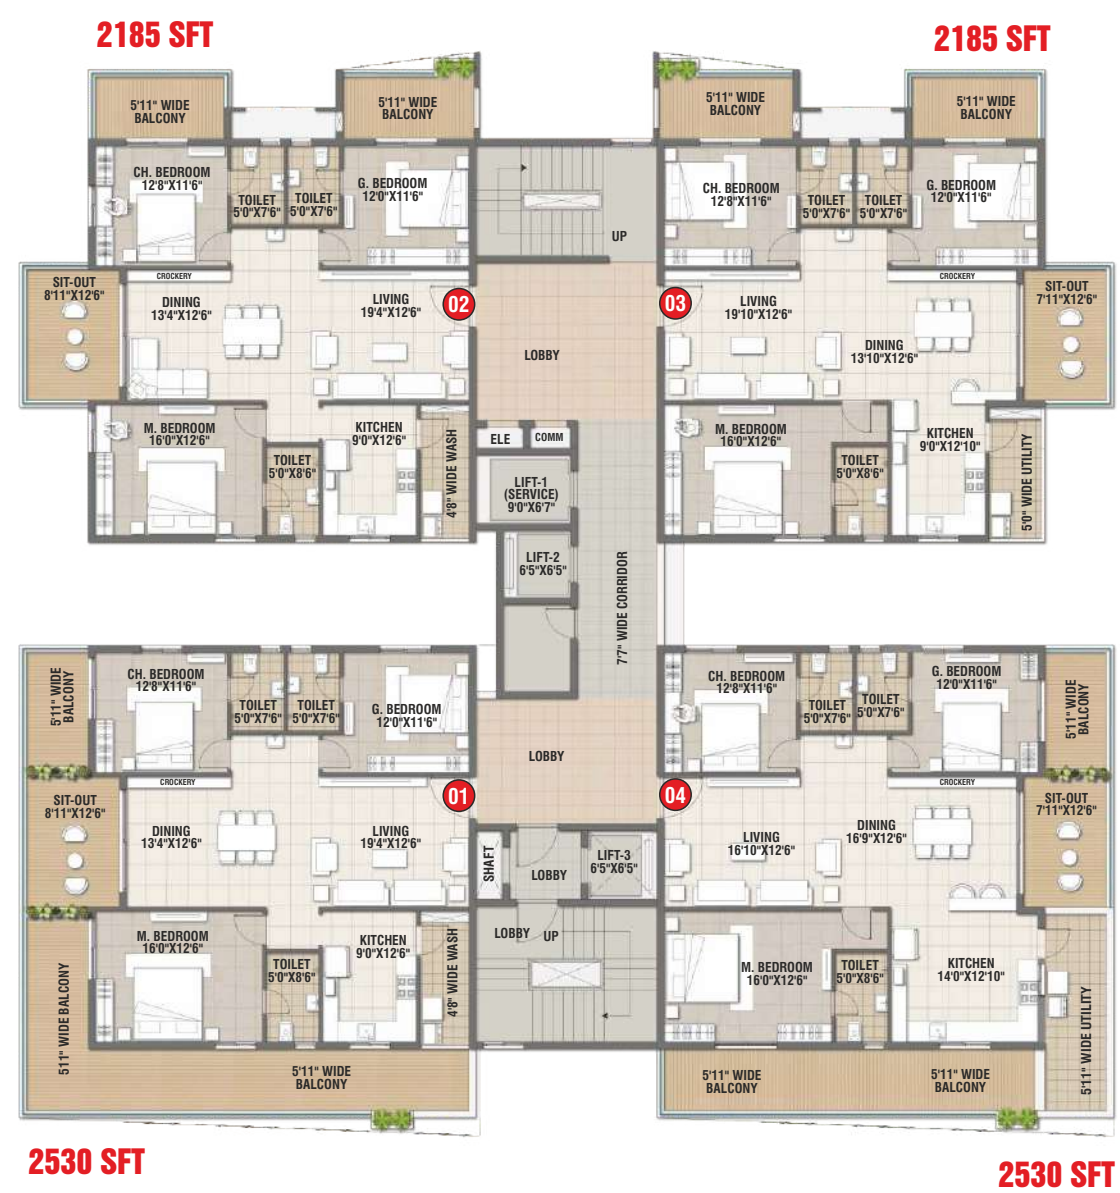 2185 SFT
2185 SFT
5'11" WIDE
BALCONY
5'11" WIDE
BALCONY
5'11" WIDE
BALCONY
5'11" WIDE
BALCONY
CH. BEDROOM
12'8"X11'6"
TOILET
5'0"X7'6"
TOILET
5'0"X7'6"
G. BEDROOM
12'0"X11'6"
UP
CH. BEDROOM
12'8"X11'6"
TOILET
5'0"X7'6"
TOILET
5'0"X7'6"
G. BEDROOM
12'0"X11'6"
SIT-OUT
8'11"X12'6"
CROCKERY
DINING
13'4"X12'6"
LIVING
19'4"X12'6"
02
LOBBY
03
LIVING
19'10"X12'6"
CROCKERY
DINING
13'10"X12'6"
SIT-OUT
7'11"X12'6"
M. BEDROOM
16'0"X12'6"
TOILET
5'0"X8'6"
KITCHEN
9'0"X12'6"
4'8" WIDE WASH
ELE
COMM
LIFT-1
(SERVICE)
9'0"X6'7"
LIFT-2
6'5"X6'5"
7'7" WIDE CORRIDOR
M. BEDROOM
16'0"X12'6"
TOILET
5'0"X8'6"
KITCHEN
9'0"X12'10"
5'0" WIDE UTILITY
5'11" WIDE
BALCONY
CH. BEDROOM
12'8"X11'6"
TOILET
5'0"X7'6"
TOILET
5'0"X7'6"
G. BEDROOM
12'0"X11'6"
LOBBY
CH. BEDROOM
12'8"X11'6"
TOILET
5'0"X7'6"
TOILET
5'0"X7'6"
G. BEDROOM
12'0"X11'6"
5'11" WIDE
BALCONY
SIT-OUT
8'11"X12'6"
CROCKERY
DINING
13'4"X12'6"
LIVING
19'4"X12'6"
01
04
LIVING
16'10"X12'6"
CROCKERY
DINING
16'9"X12'6"
SIT-OUT
7'11"X12'6"
SHAFT
LOBBY
LIFT-3
6'5"X6'5"
LOBBY
UP
511" WIDE BALCONY
M. BEDROOM
16'0"X12'6"
TOILET
5'0"X8'6"
KITCHEN
9'0"X12'6"
4'8" WIDE WASH
M. BEDROOM
16'0"X12'6"
TOILET
5'0"X8'6"
KITCHEN
14'0"X12'10"
5'11" WIDE UTILITY
5'11" WIDE
BALCONY
5'11" WIDE
BALCONY
5'11" WIDE
BALCONY
2530 SFT
2530 SFT